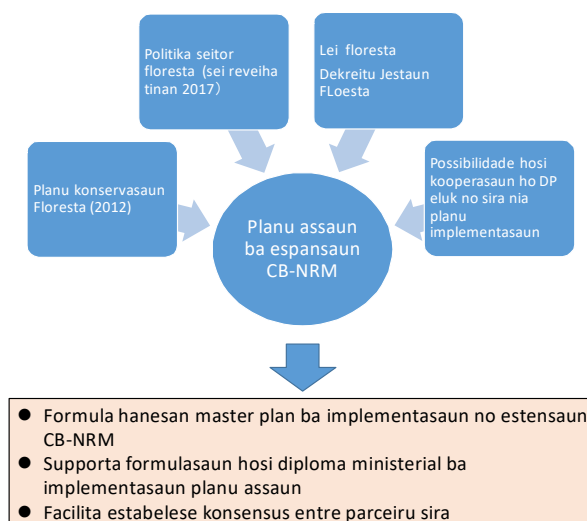 Politika seitor
floresta (sei reveiha
tinan 2017)
Lei floresta
Dekreitu Jestaun
FLoesta
Planu konservasaun
Floresta (2012)
Possibilidade hosi
kooperasaun ho DP
eluk no sira nia
planu
implementasaun
Planu assaun
ba espansaun
CB-NRM
● Formula hanesan master plan ba implementasaun no estensaun
CB-NRM
● Supporta formulasaun hosi diploma ministerial ba
implementasaun planu assaun
● Facilita estabelese konsensus entre parceiru sira